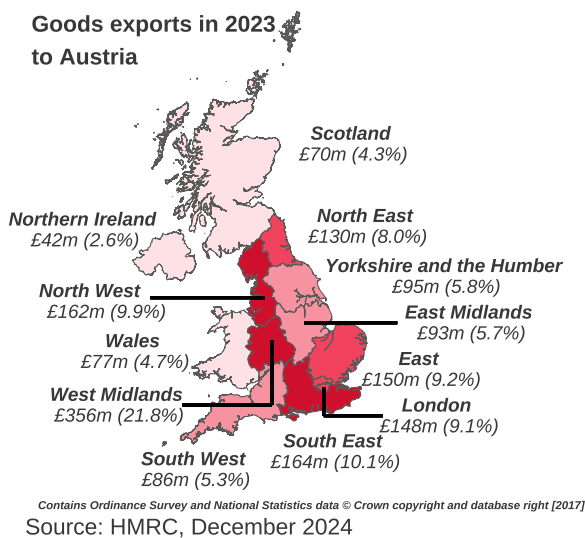 Goods exports in 2023
to Austria
Scotland
£70m (4.3%)
Northern Ireland
£42m (2.6%)
North East
£130m (8.0%)
Yorkshire and the Humber
£95m (5.8%)
North West
£162m (9.9%)
East Midlands
£93m (5.7%)
Wales
£77m (4.7%)
East
£150m (9.2%)
West Midlands
£356m (21.8%)
London
£148m (9.1%)
South East
£164m (10.1%)
South West
£86m (5.3%)
Contains Ordinance Survey and National Statistics data © Crown copyright and database right [2017]
Source: HMRC, December 2024